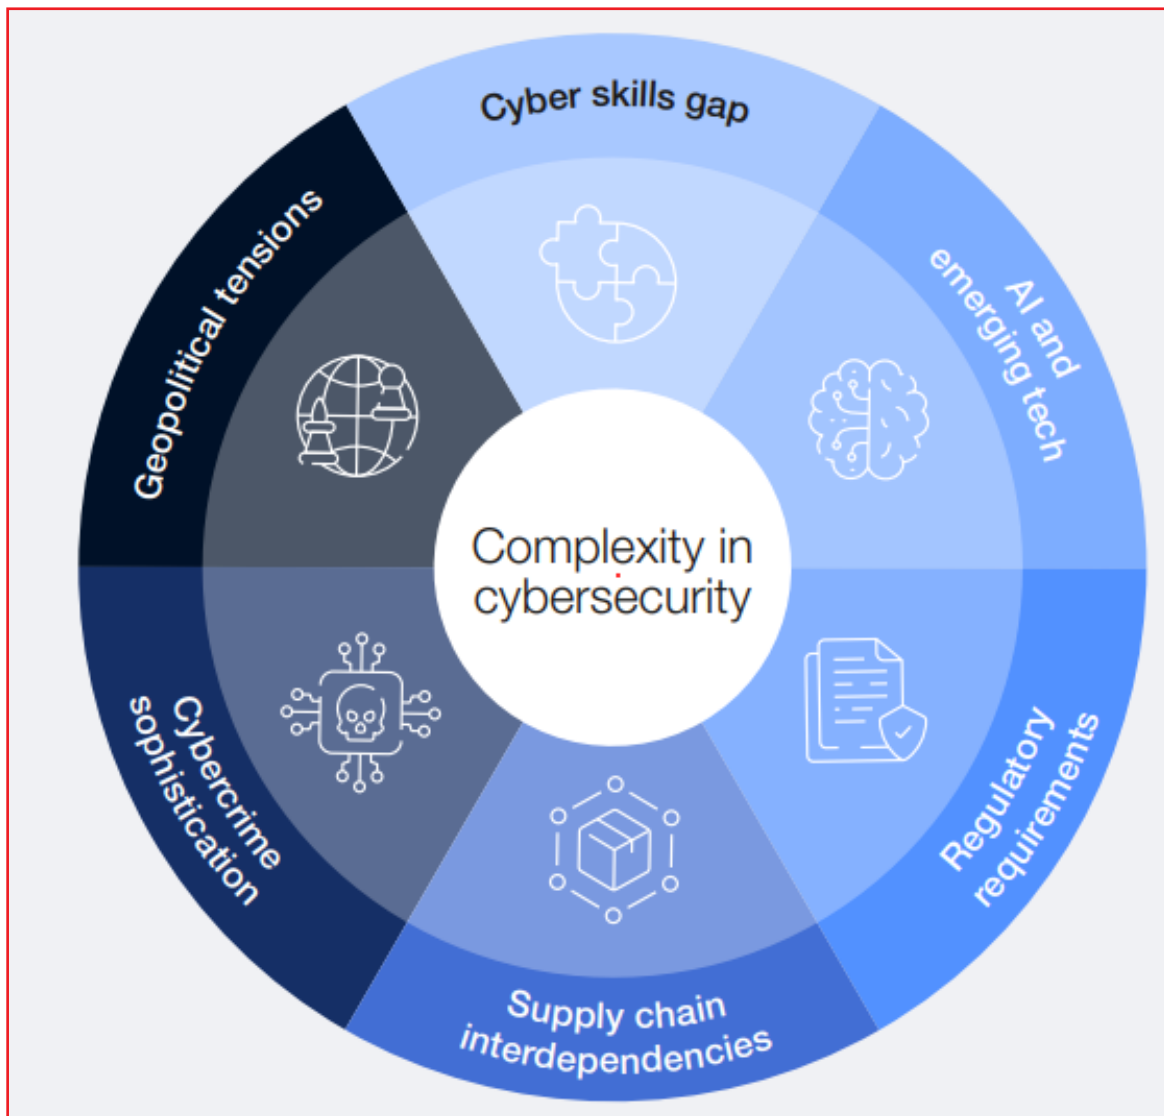 Cyber skills gap
AI and
emerging tech
Geopolitical tensions
Complexity in
cybersecurity
Cybercrime
sophistication
Regulatory
requirements
Supply chain
interdependencies